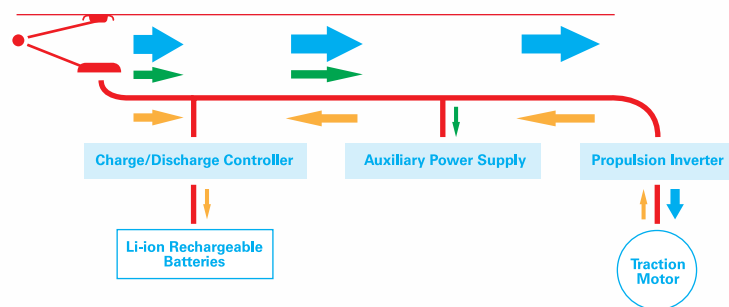 Charge/Discharge Controller
Auxiliary Power Supply
Propulsion Inverter
Li-ion Rechargeable
Batteries
Traction
Motor